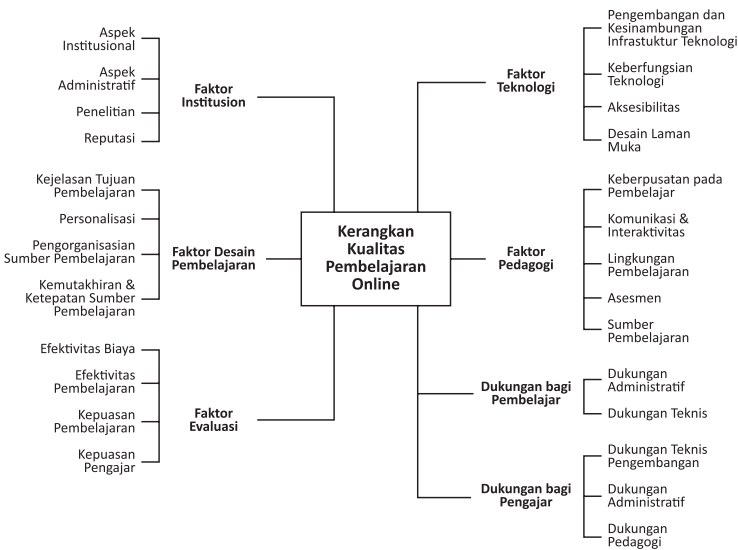 Kerangkan
Kualitas
Pembelajaran
Online
Faktor
Institusion
Aspek
Institusional
Aspek
Administratif
Penelitian
Reputasi
Faktor Desain
Pembelajaran
Kejelasan Tujuan
Pembelajaran
Personalisasi
Pengorganisasian
Sumber Pembelajaran
Kemutakhiran &
Ketepatan Sumber
Pembelajaran
Faktor
Evaluasi
Efektivitas Biaya
Efektivitas
Pembelajaran
Kepuasan
Pembelajaran
Kepuasan
Pengajar
Faktor
Teknologi
Pengembangan dan
Kesinambungan
Infrastuktur Teknologi
Keberfungsian
Teknologi
Aksesibilitas
Desain Laman
Muka
Faktor
Pedagogi
Keberpusatan pada
Pembelajar
Komunikasi &
Interaktivitas
Lingkungan
Pembelajaran
Asesmen
Sumber
Pembelajaran
Dukungan bagi
Pembelajar
Dukungan
Administratif
Dukungan Teknis
Dukungan bagi
Pengajar
Dukungan Teknis
Pengembangan
Dukungan
Administratif
Dukungan
Pedagogi